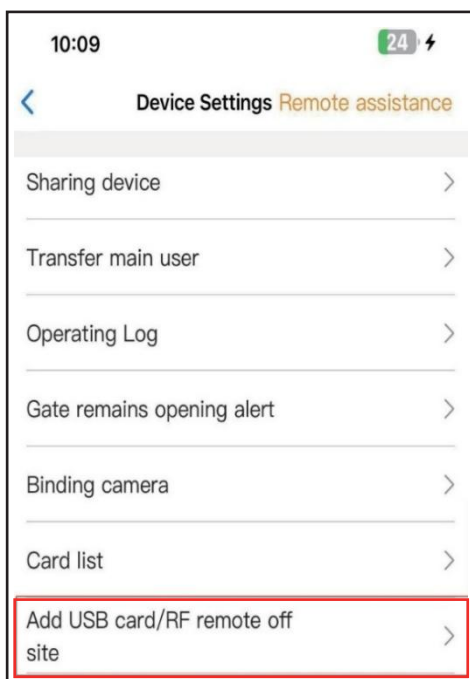 10:09
24
Device Settings Remote assistance
Sharing device
Transfer main user
Operating Log
Gate remains opening alert
Binding camera
Card list
Add USB card/RF remote off
site